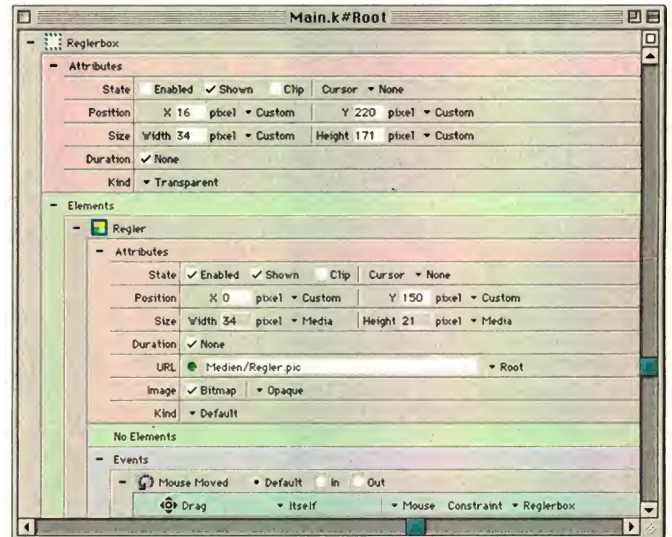 Main.k#Root
Reglerbox
Attributes
State Enabled Shown Clip Cursor None
Position X 16 pixel Custom Y 220 pixel Custom
Size Width 34 pixel Custom Height 171 pixel Custom
Duration None
Kind Transparent
Elements
Regler
Attributes
State Enabled Shown Clip Cursor None
Position X 0 pixel Custom Y 150 pixel Custom
Size Width 34 pixel Media Height 21 pixel Media
Duration None
URL Medien/Regler.pic Root
Image Bitmap Opaque
Kind Default
No Elements
Events
Mouse Moved Default In Out
Drag Itself Mouse Constraint Reglerbox